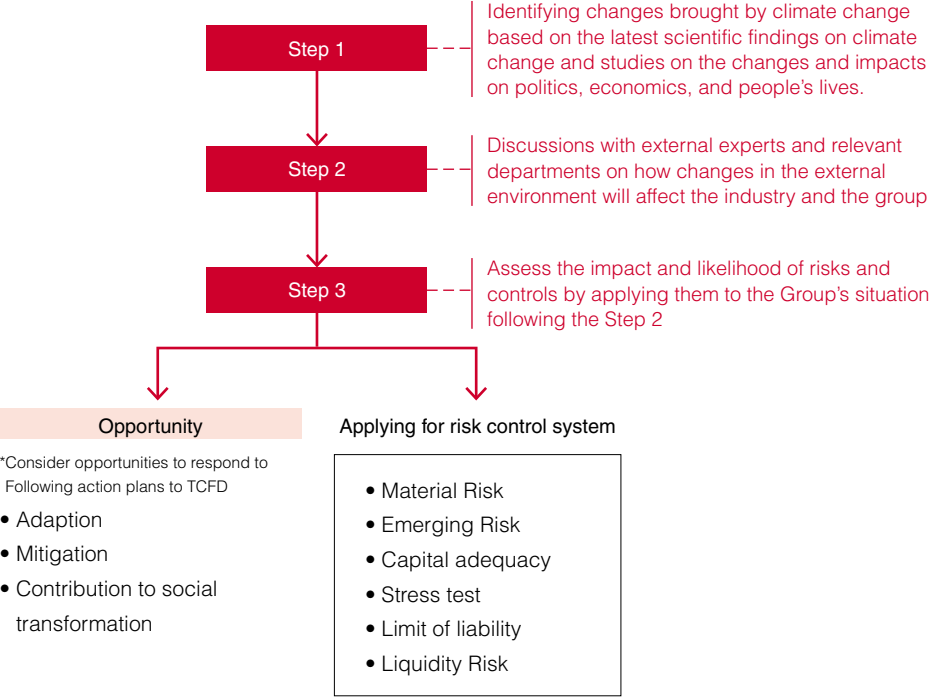 Step 1
Identifying changes brought by climate change
based on the latest scientific findings on climate
change and studies on the changes and impacts
on politics, economics, and people's lives.
Step 2
Discussions with external experts and relevant
departments on how changes in the external
environment will affect the industry and the group
Step 3
Assess the impact and likelihood of risks and
controls by applying them to the Group's situation
following the Step 2
Opportunity
*Consider opportunities to respond to
Following action plans to TCFD
• Adaption
• Mitigation
• Contribution to social
transformation
Applying for risk control system
• Material Risk
• Emerging Risk
• Capital adequacy
• Stress test
• Limit of liability
• Liquidity Risk